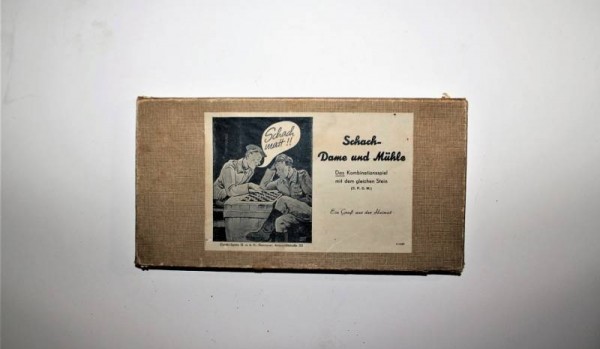 Schach
matt!!
Schach-
Dame und Mühle
Das Kombinationsspiel
mit dem gleichen Stein
Ein Gruß aus der Heimat